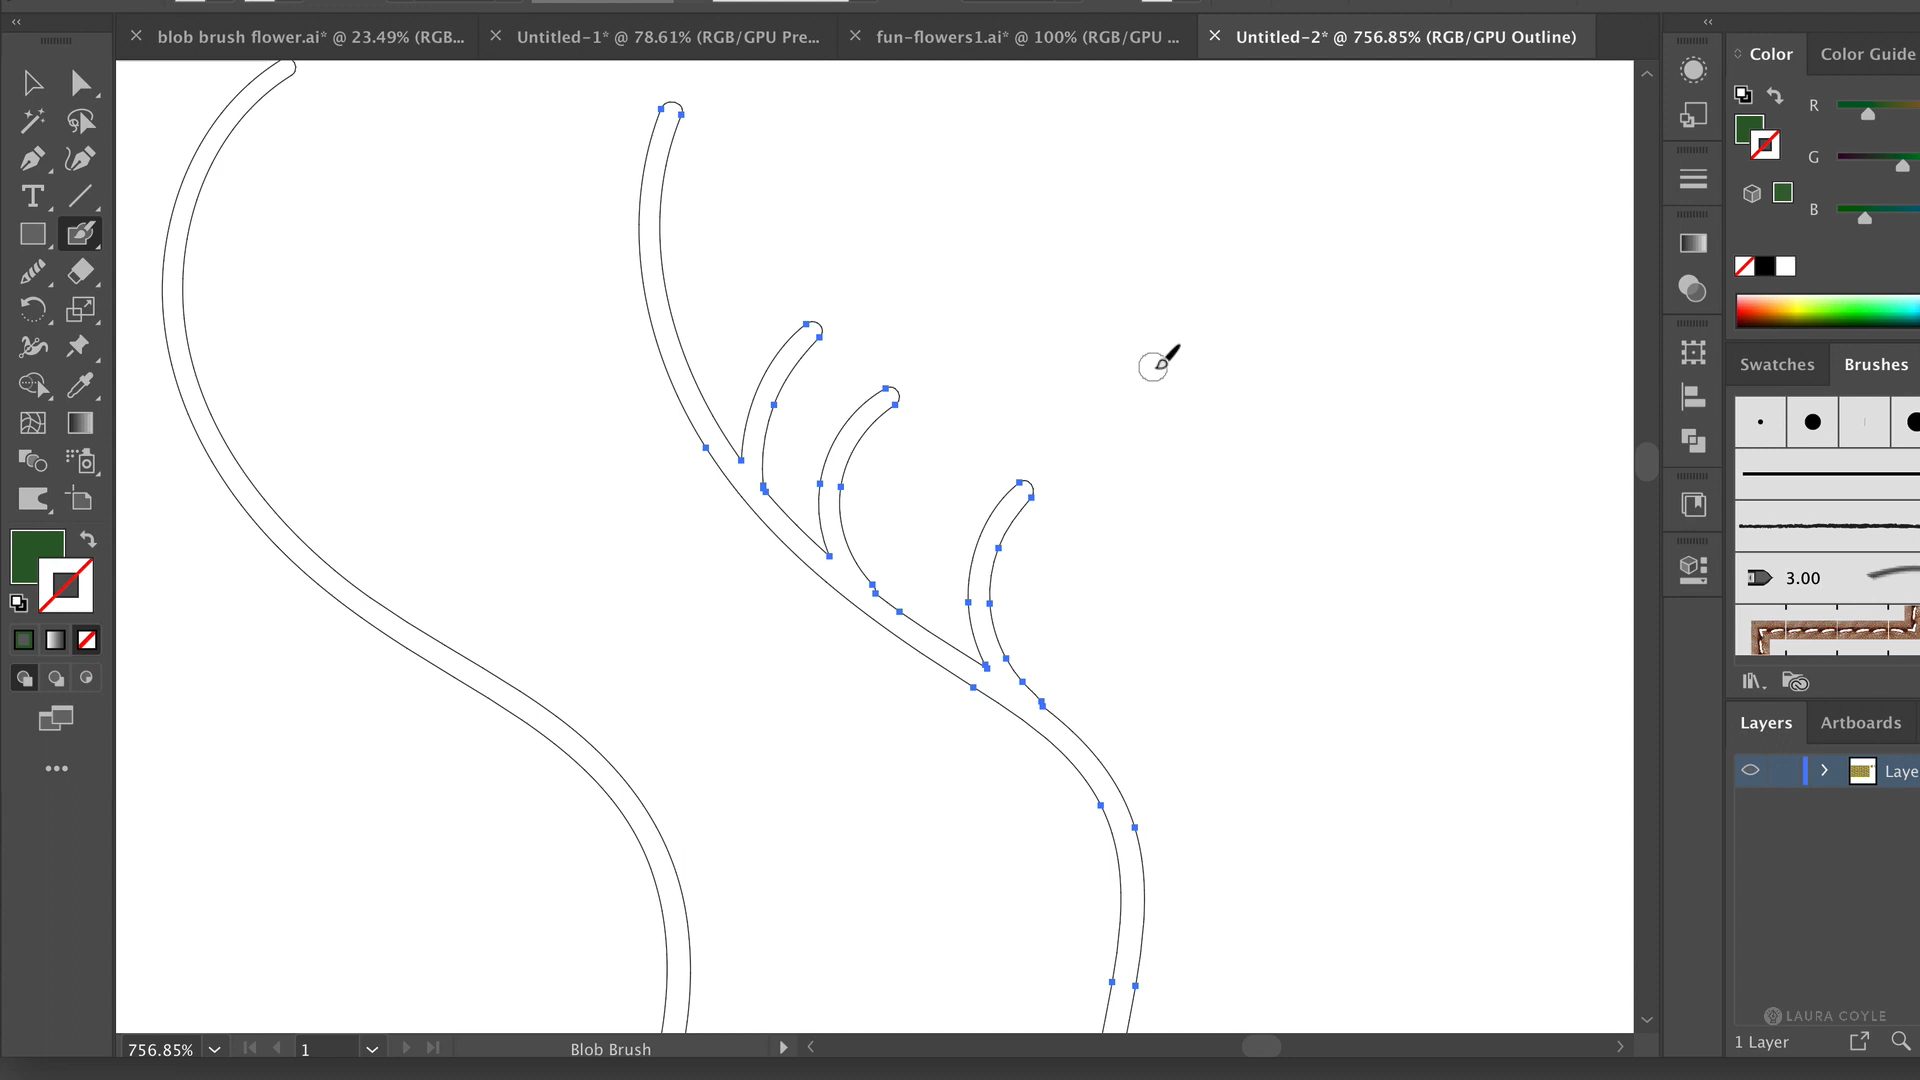 blob brush flower.ai* @ 23.49% (RGB...
Untitled-1* @ 78.61% (RGB/GPU Pre...
fun-flowers1.ai* @ 100% (RGB/GPU ...
Untitled-2* @ 756.85% (RGB/GPU Outline)
Color
Color Guide
R
G
B
Swatches
Brushes
3.00
Layers
Artboards
Laye
LAURA COYLE
1 Layer
756.85%
1
Blob Brush